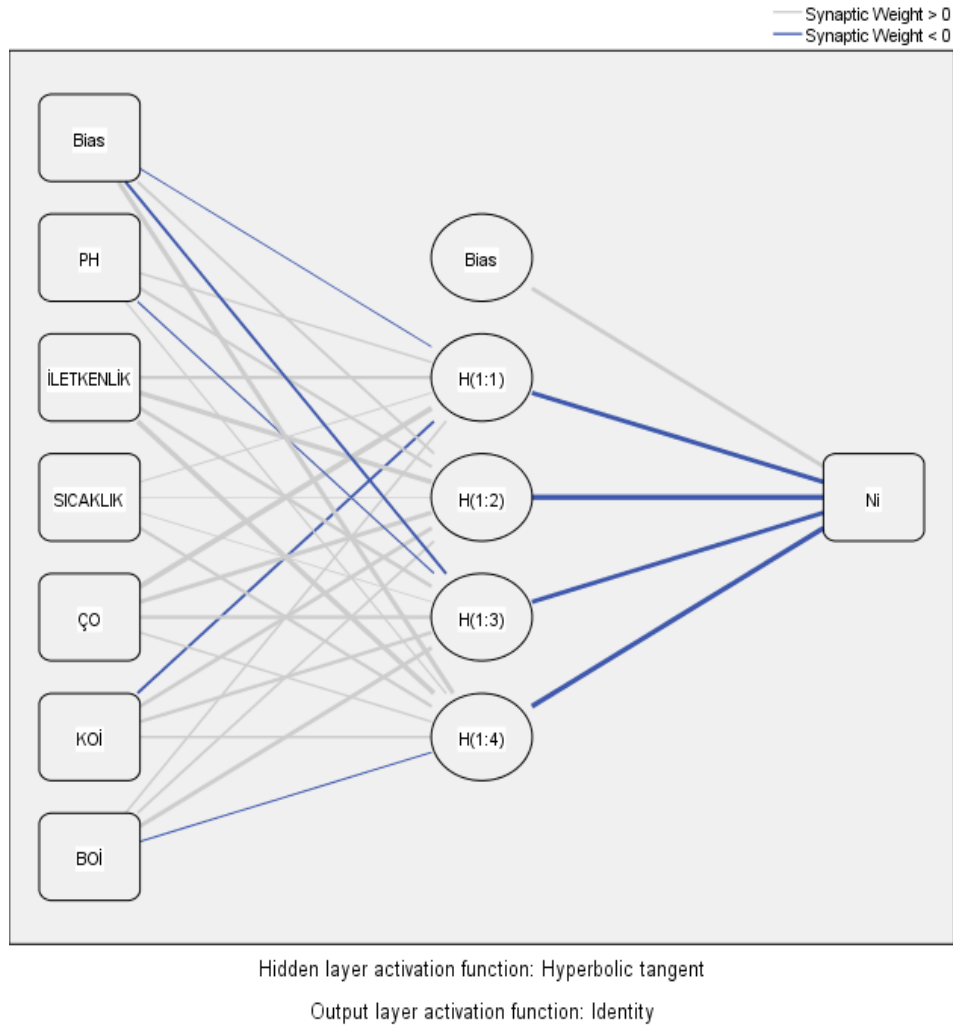 Synaptic Weight > 0
Synaptic Weight < 0
Bias
PH
İLETKENLİK
SICAKLIK
ÇO
KOİ
BOİ
Bias
H(1:1)
H(1:2)
H(1:3)
H(1:4)
Ni
Hidden layer activation function: Hyperbolic tangent
Output layer activation function: Identity